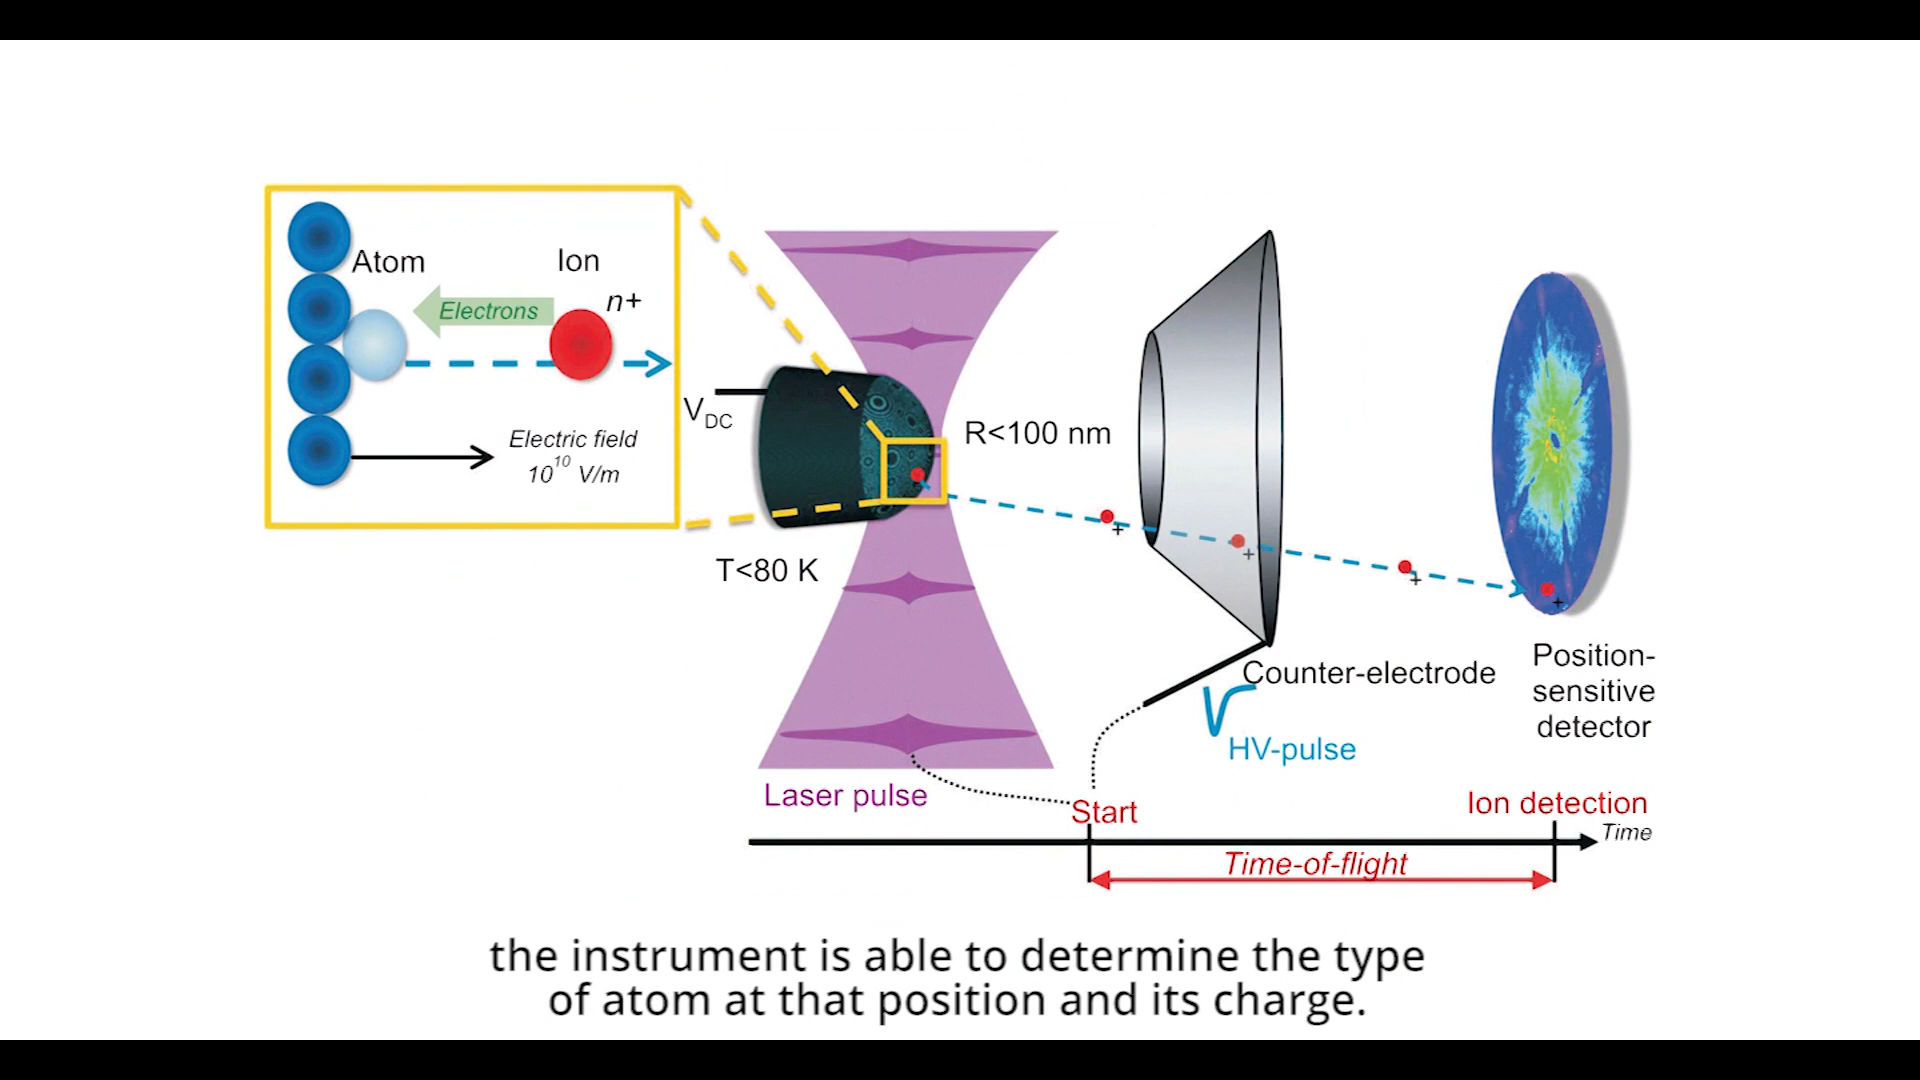 Atom
Ion
n+
Electrons
Electric field
10^10 V/m
V_DC
R<100 nm
T<80 K
+
+
+
+
Counter-electrode
HV-pulse
Position-
sensitive
detector
Laser pulse
Start
Ion detection
Time
Time-of-flight
the instrument is able to determine the type
of atom at that position and its charge.